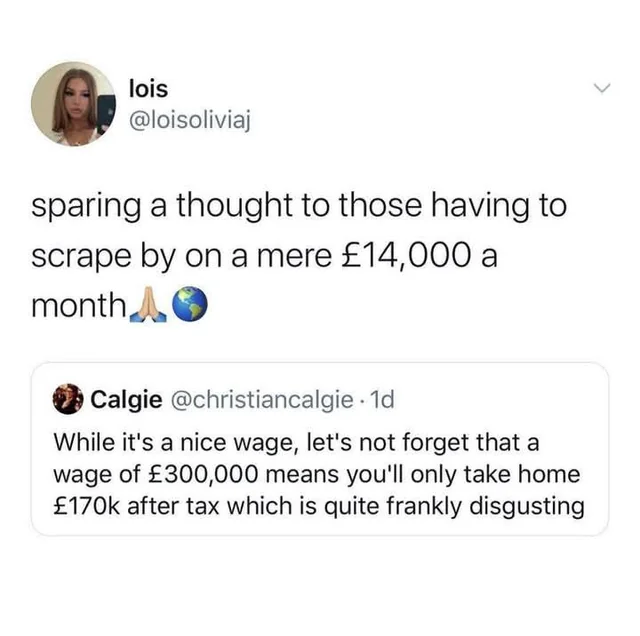 lois
@loisoliviaj
sparing a thought to those having to
scrape by on a mere £14,000 a
month🙏🏼🌎
Calgie @christiancalgie · 1d
While it's a nice wage, let's not forget that a
wage of £300,000 means you'll only take home
£170k after tax which is quite frankly disgusting